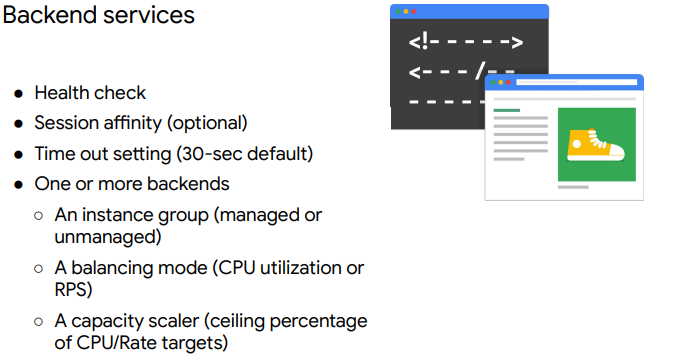 Backend services
● Health check
● Session affinity (optional)
● Time out setting (30-sec default)
● One or more backends
○ An instance group (managed or
unmanaged)
○ A balancing mode (CPU utilization or
RPS)
○ A capacity scaler (ceiling percentage
of CPU/Rate targets)
<!----->
<---/--
-----